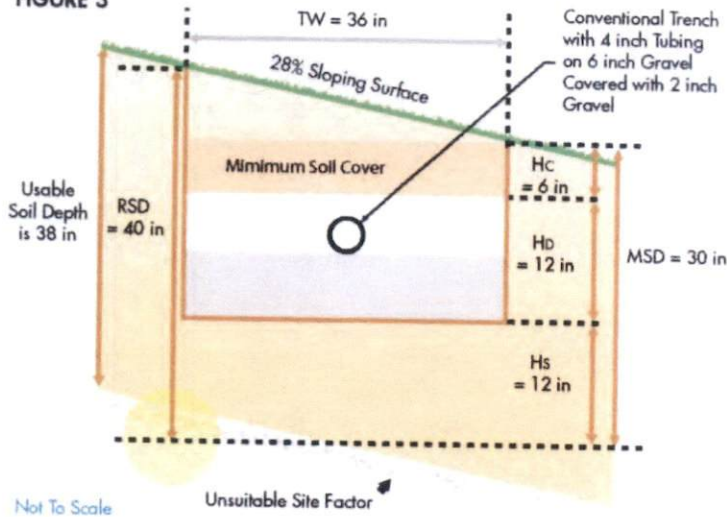 FIGURE 3
TW = 36 in
Conventional Trench
with 4 inch Tubing
on 6 inch Gravel
Covered with 2 inch
Gravel
28% Sloping Surface
Mimimum Soil Cover
Usable
Soil Depth
is 38 in
RSD
= 40 in
HC
= 6 in
HD
= 12 in
MSD = 30 in
HS
= 12 in
Not To Scale
Unsuitable Site Factor